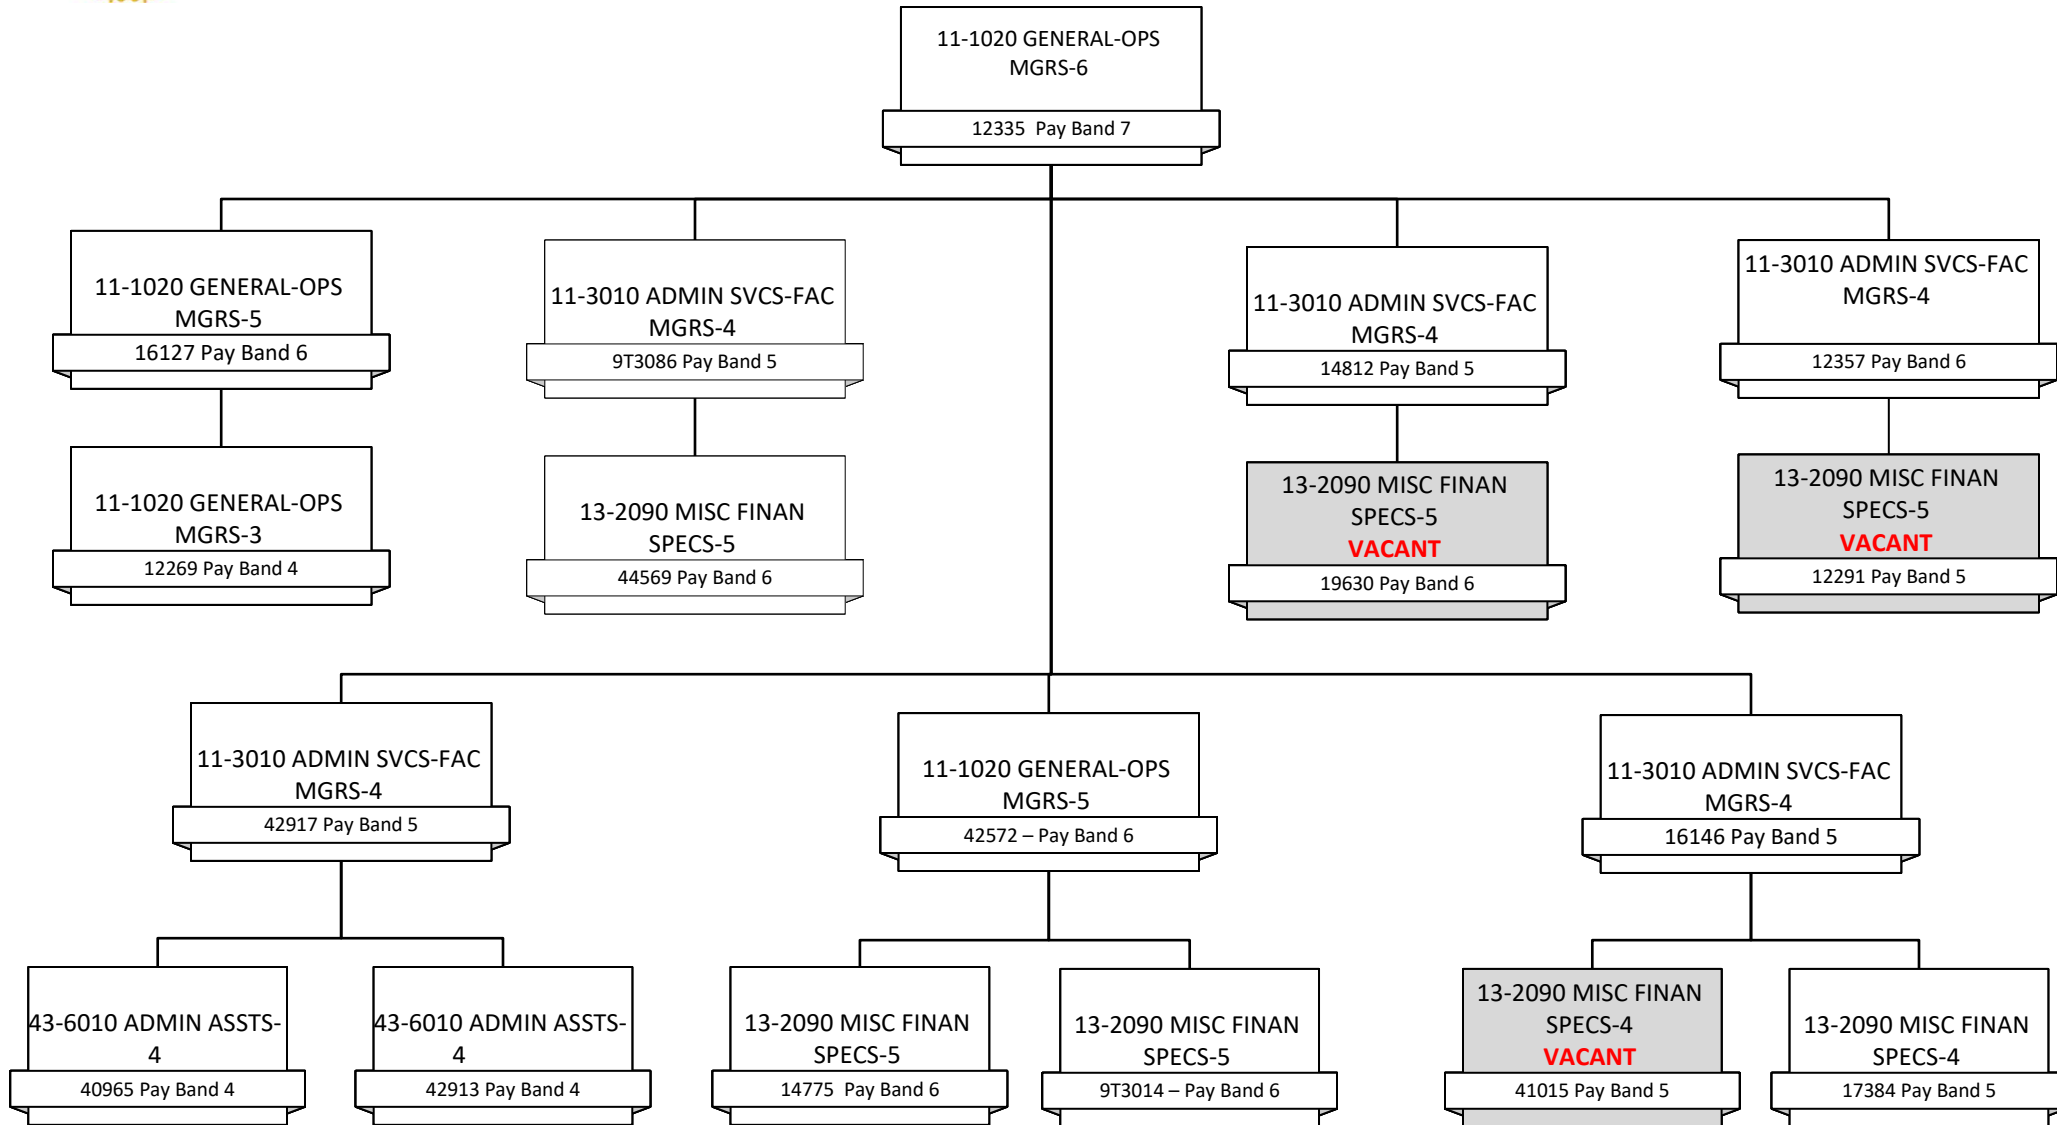 11-1020 GENERAL-OPS
MGRS-6
12335 Pay Band 7
11-1020 GENERAL-OPS
MGRS-5
16127 Pay Band 6
11-3010 ADMIN SVCS-FAC
MGRS-4
9T3086 Pay Band 5
11-3010 ADMIN SVCS-FAC
MGRS-4
14812 Pay Band 5
11-3010 ADMIN SVCS-FAC
MGRS-4
12357 Pay Band 6
11-1020 GENERAL-OPS
MGRS-3
12269 Pay Band 4
13-2090 MISC FINAN
SPECS-5
44569 Pay Band 6
13-2090 MISC FINAN
SPECS-5
VACANT
19630 Pay Band 6
13-2090 MISC FINAN
SPECS-5
VACANT
12291 Pay Band 5
11-3010 ADMIN SVCS-FAC
MGRS-4
42917 Pay Band 5
11-1020 GENERAL-OPS
MGRS-5
42572 – Pay Band 6
11-3010 ADMIN SVCS-FAC
MGRS-4
16146 Pay Band 5
43-6010 ADMIN ASSTS-
4
40965 Pay Band 4
43-6010 ADMIN ASSTS-
4
42913 Pay Band 4
13-2090 MISC FINAN
SPECS-5
14775 Pay Band 6
13-2090 MISC FINAN
SPECS-5
9T3014 – Pay Band 6
13-2090 MISC FINAN
SPECS-4
VACANT
41015 Pay Band 5
13-2090 MISC FINAN
SPECS-4
17384 Pay Band 5